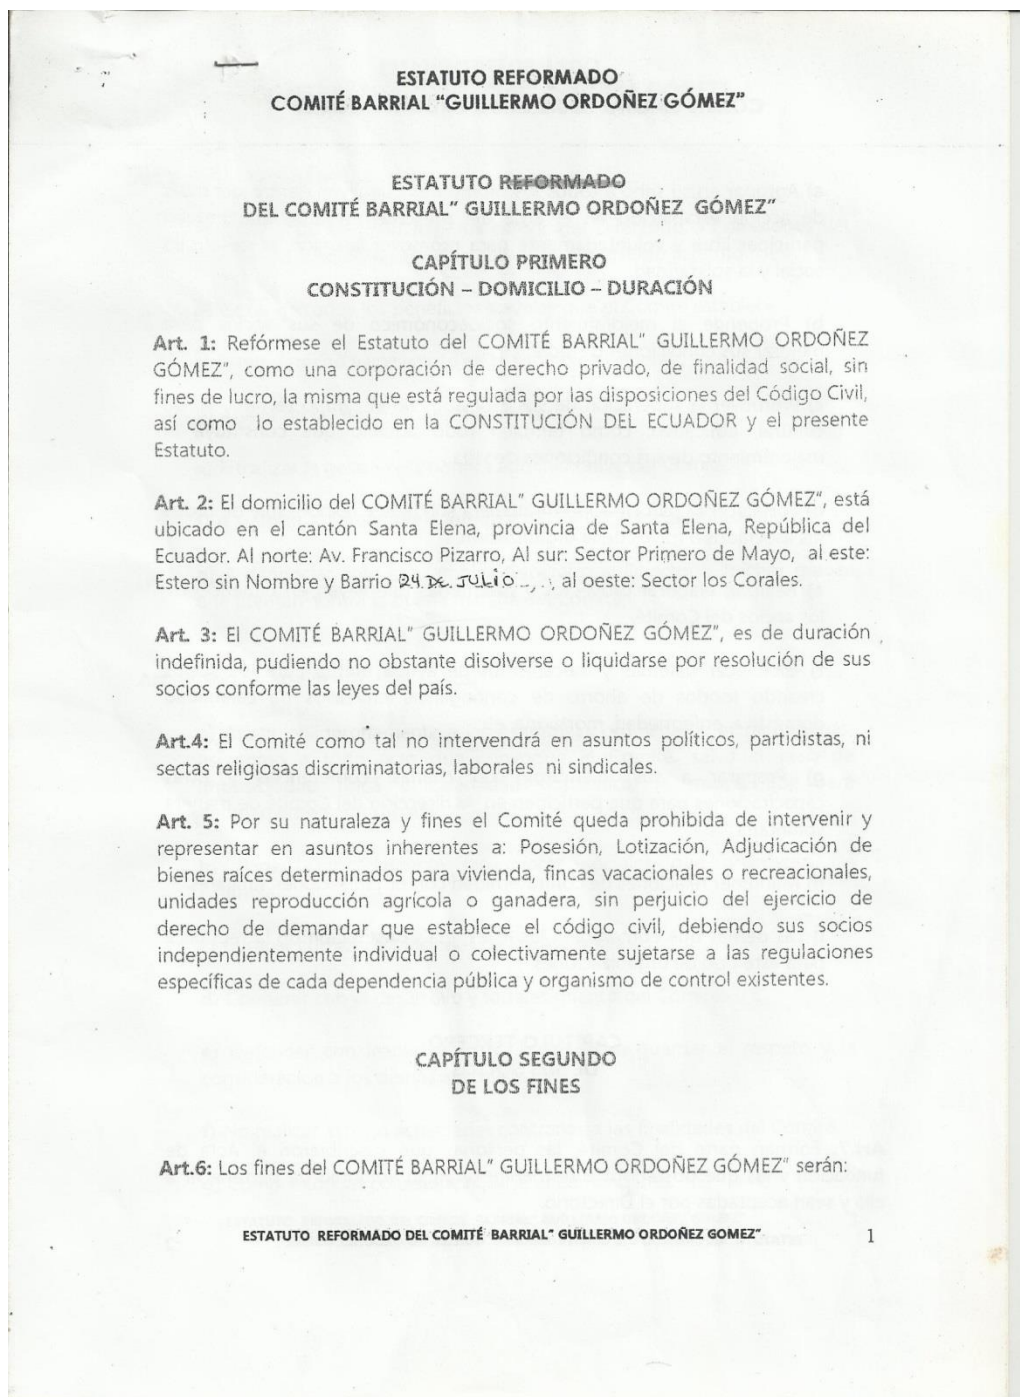 ESTATUTO REFORMADO
COMITÉ BARRIAL “GUILLERMO ORDOÑEZ GÓMEZ”
ESTATUTO REFORMADO
DEL COMITÉ BARRIAL” GUILLERMO ORDOÑEZ GÓMEZ”
CAPÍTULO PRIMERO
CONSTITUCIÓN – DOMICILIO – DURACIÓN
Art. 1: Refórmese el Estatuto del COMITÉ BARRIAL” GUILLERMO ORDOÑEZ
GÓMEZ”, como una corporación de derecho privado, de finalidad social, sin
fines de lucro, la misma que está regulada por las disposiciones del Código Civil,
así como lo establecido en la CONSTITUCIÓN DEL ECUADOR y el presente
Estatuto.
Art. 2: El domicilio del COMITÉ BARRIAL” GUILLERMO ORDOÑEZ GÓMEZ”, está
ubicado en el cantón Santa Elena, provincia de Santa Elena, República del
Ecuador. Al norte: Av. Francisco Pizarro, Al sur: Sector Primero de Mayo, al este:
Estero sin Nombre y Barrio 24 DE JULIO, al oeste: Sector los Corales.
Art. 3: El COMITÉ BARRIAL” GUILLERMO ORDOÑEZ GÓMEZ”, es de duración
indefinida, pudiendo no obstante disolverse o liquidarse por resolución de sus
socios conforme las leyes del país.
Art.4: El Comité como tal no intervendrá en asuntos políticos, partidistas, ni
sectas religiosas discriminatorias, laborales ni sindicales.
Art. 5: Por su naturaleza y fines el Comité queda prohibida de intervenir y
representar en asuntos inherentes a: Posesión, Lotización, Adjudicación de
bienes raíces determinados para vivienda, fincas vacacionales o recreacionales,
unidades reproducción agrícola o ganadera, sin perjuicio del ejercicio de
derecho de demandar que establece el código civil, debiendo sus socios
independientemente individual o colectivamente sujetarse a las regulaciones
específicas de cada dependencia pública y organismo de control existentes.
CAPÍTULO SEGUNDO
DE LOS FINES
Art.6: Los fines del COMITÉ BARRIAL” GUILLERMO ORDOÑEZ GÓMEZ” serán:
ESTATUTO REFORMADO DEL COMITÉ BARRIAL” GUILLERMO ORDOÑEZ GOMEZ” 1